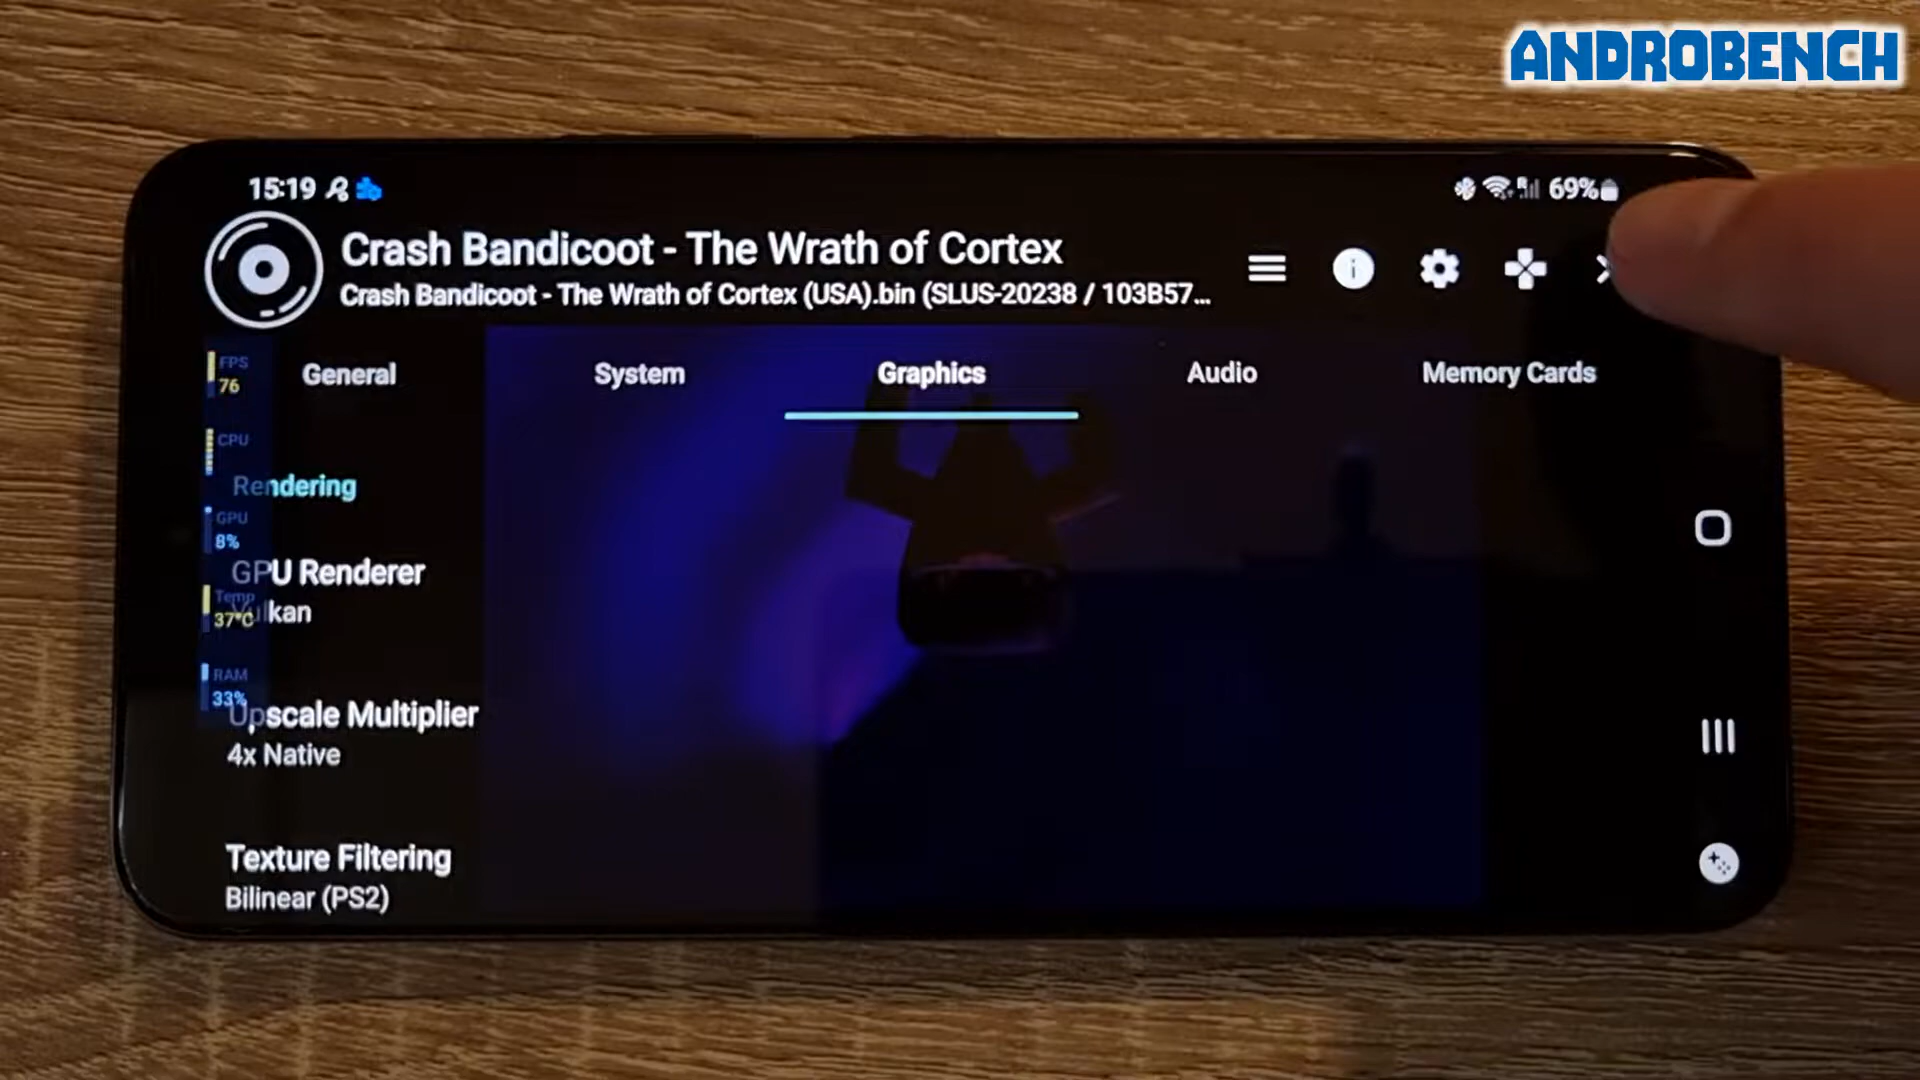 ANDROBENCH
15:19
69%
Crash Bandicoot - The Wrath of Cortex
Crash Bandicoot - The Wrath of Cortex (USA).bin (SLUS-20238 / 103B57...
General
System
Graphics
Audio
Memory Cards
FPS
76
CPU
Rendering
GPU
8%
GPU Renderer
Vulkan
Temp
37°C
RAM
33%
Upscale Multiplier
4x Native
Texture Filtering
Bilinear (PS2)